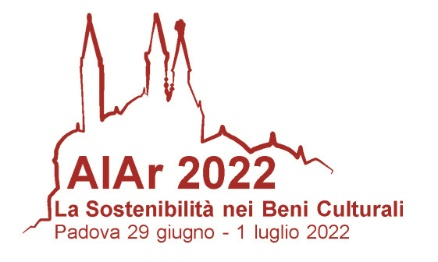 AIAr 2022
La Sostenibilità nei Beni Culturali
Padova 29 giugno - 1 luglio 2022